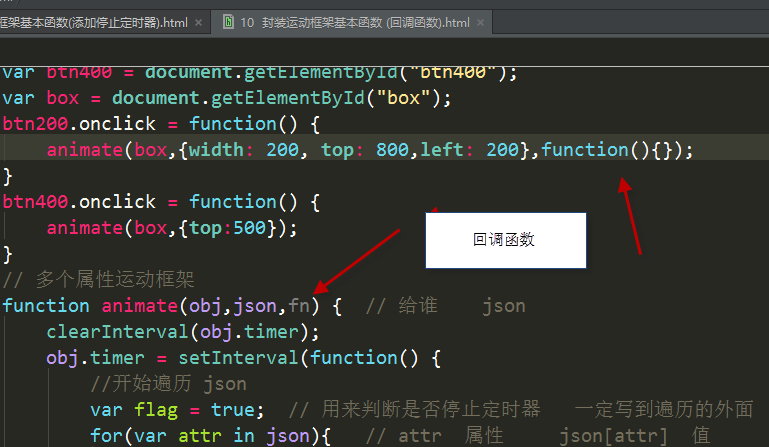 框架基本函数(添加停止定时器).html × 10 封装运动框架基本函数 (回调函数).html ×
var btn400 = document.getElementById("btn400");
var box = document.getElementById("box");
btn200.onclick = function() {
animate(box,{width: 200, top: 800,left: 200},function(){});
}
btn400.onclick = function() {
animate(box,{top:500});
}
回调函数
// 多个属性运动框架
function animate(obj,json,fn) { // 给谁 json
clearInterval(obj.timer);
obj.timer = setInterval(function() {
//开始遍历 json
var flag = true; // 用来判断是否停止定时器 一定写到遍历的外面
for(var attr in json){ // attr 属性 json[attr] 值